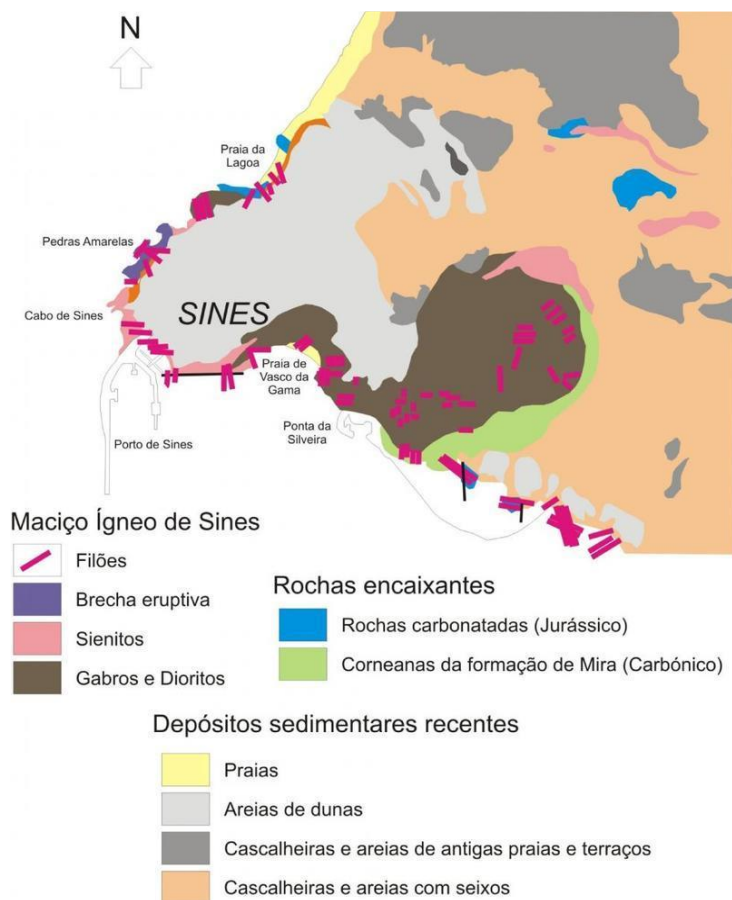 N
Praia da
Lagoa
Pedras Amarelas
Cabo de Sines
SINES
Praia de
Vasco da
Gama
Ponta da
Silveira
Porto de Sines
Maciço Ígneo de Sines
Filões
Brecha eruptiva
Sienitos
Gabros e Dioritos
Rochas encaixantes
Rochas carbonatadas (Jurássico)
Corneanas da formação de Mira (Carbónico)
Depósitos sedimentares recentes
Praias
Areias de dunas
Cascalheiras e areias de antigas praias e terraços
Cascalheiras e areias com seixos